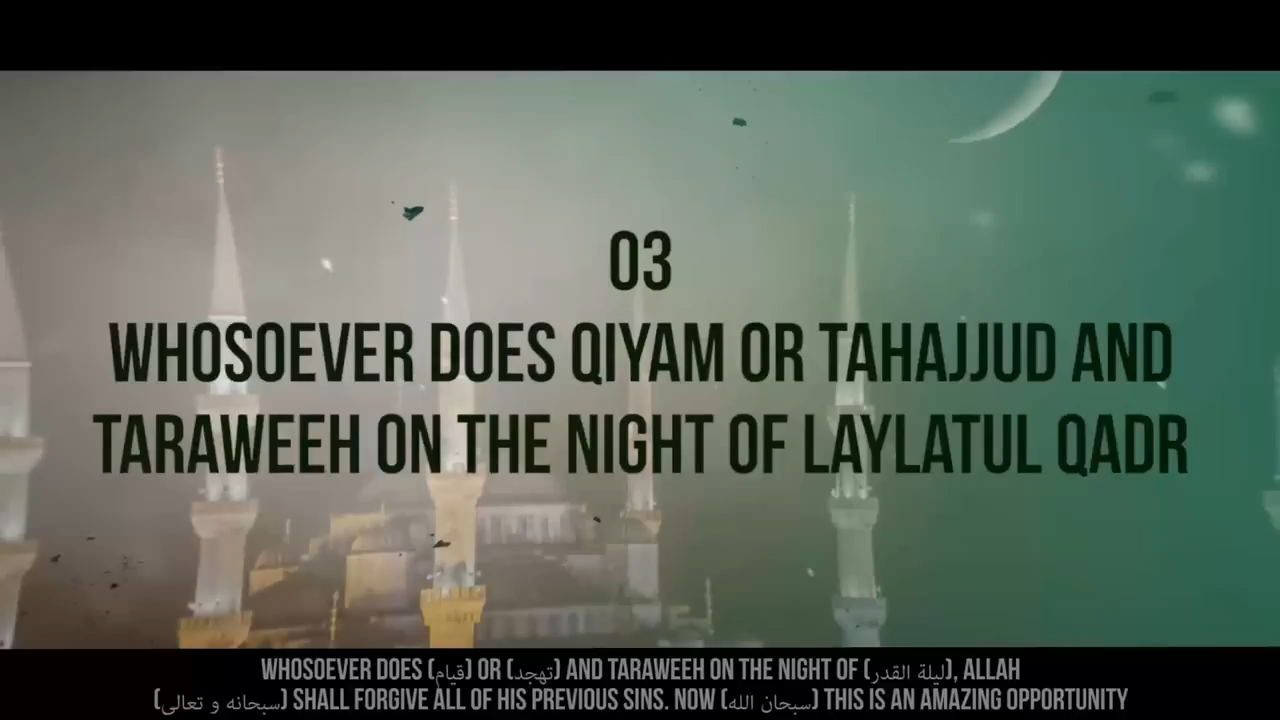 03
WHOSOEVER DOES QIYAM OR TAHAJJUD AND
TARAWEEH ON THE NIGHT OF LAYLATUL QADR
WHOSOEVER DOES (قيام) OR (تهجد) AND TARAWEEH ON THE NIGHT OF (ليلة القدر), ALLAH
(سبحانه و تعالى) SHALL FORGIVE ALL OF HIS PREVIOUS SINS. NOW (سبحان الله) THIS IS AN AMAZING OPPORTUNITY